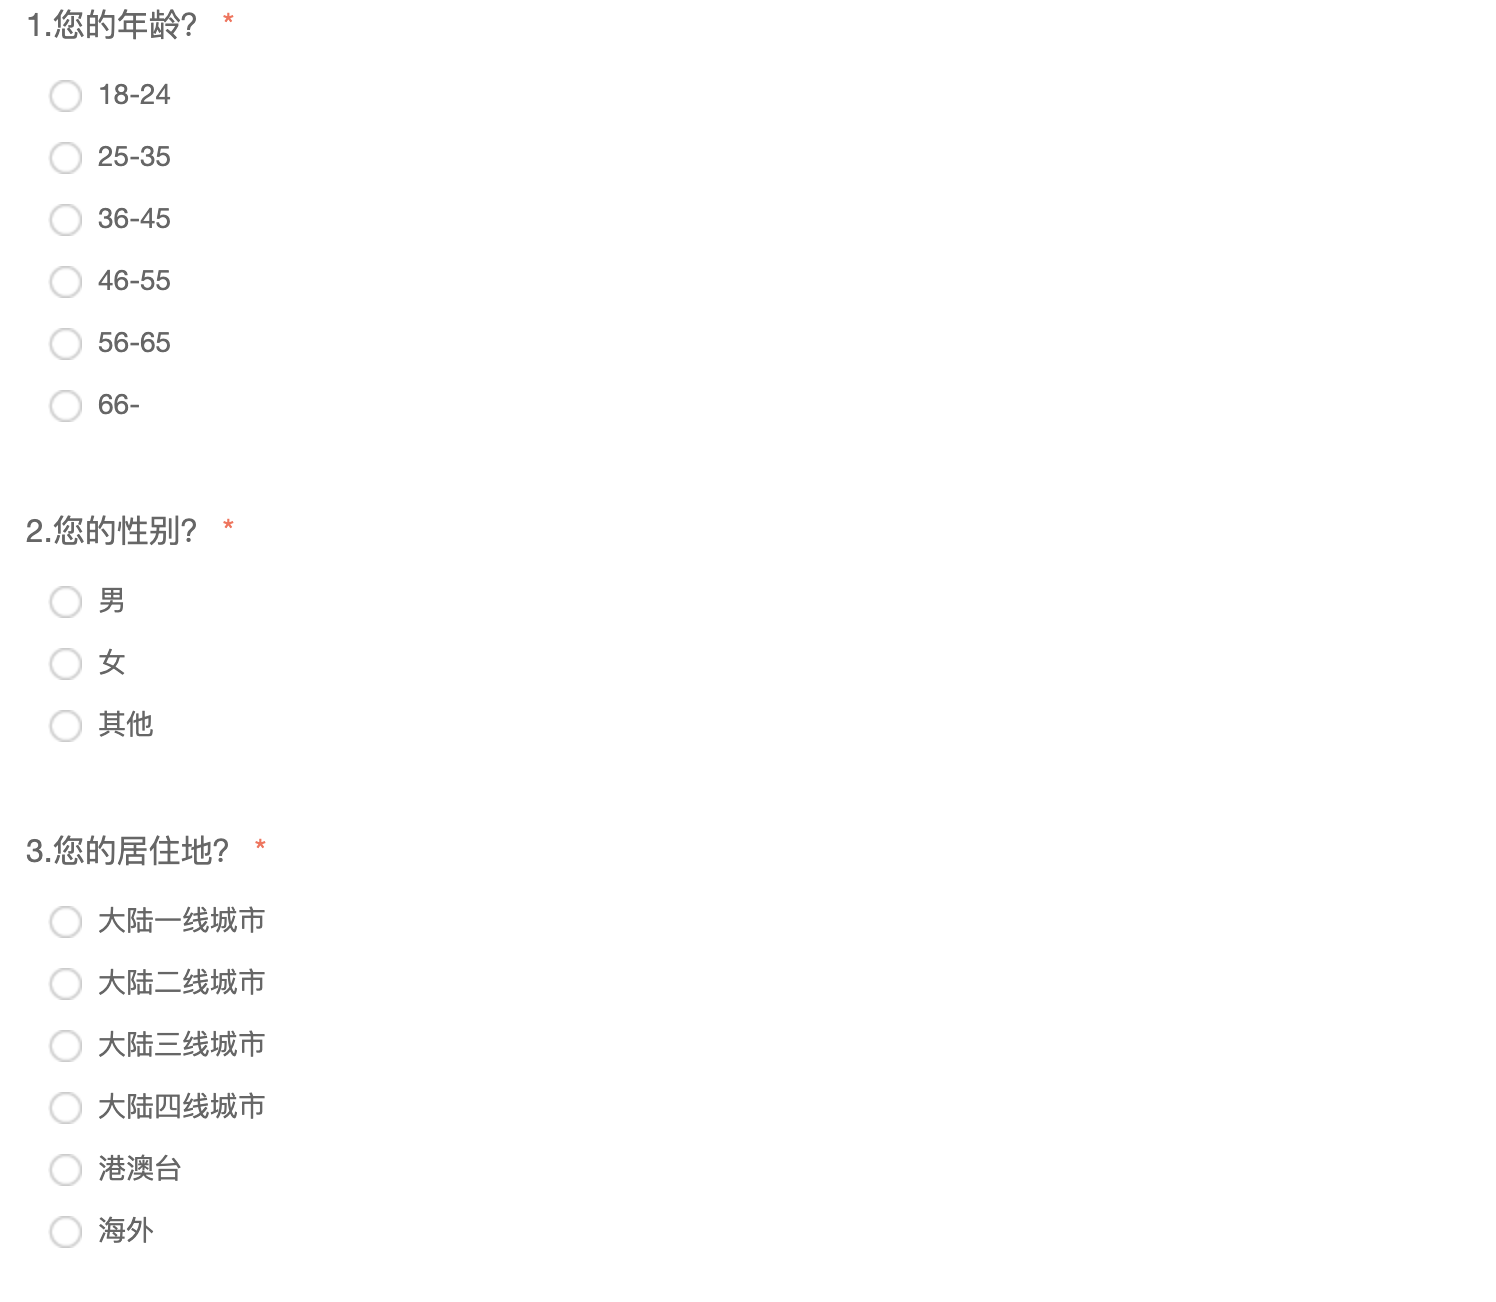 1.您的年龄? *
18-24
25-35
36-45
46-55
56-65
66-
2.您的性别? *
男
女
其他
3.您的居住地? *
大陆一线城市
大陆二线城市
大陆三线城市
大陆四线城市
港澳台
海外